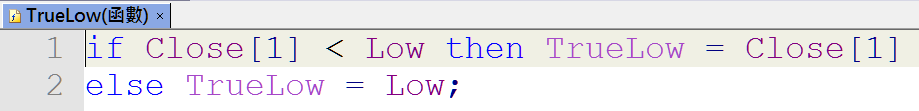 TrueLow(函數) ×
1 if Close[1] < Low then TrueLow = Close[1]
2 else TrueLow = Low;